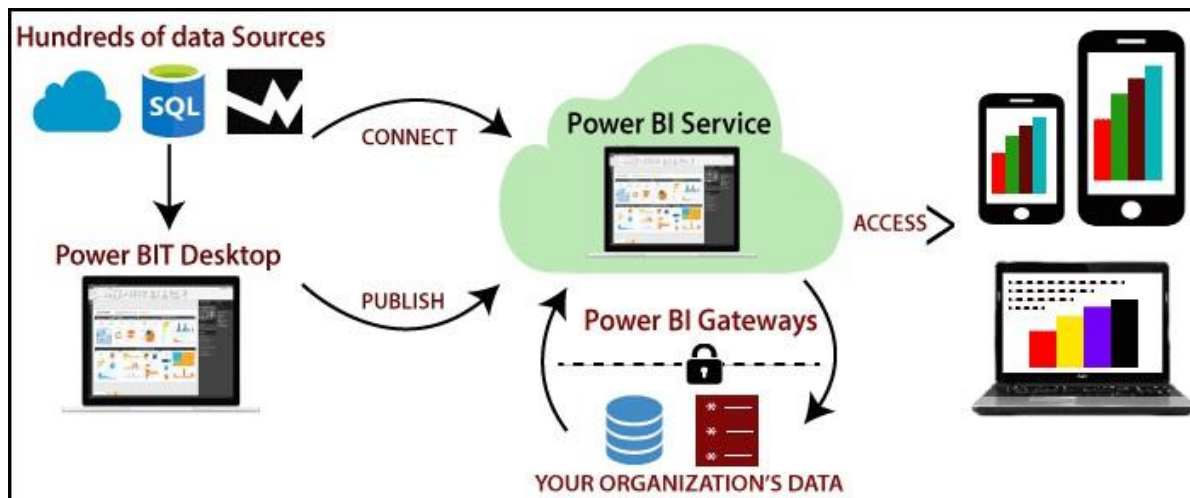 Hundreds of data Sources
SQL
CONNECT
Power BI Service
ACCESS
Power BIT Desktop
PUBLISH
Power BI Gateways
YOUR ORGANIZATION'S DATA